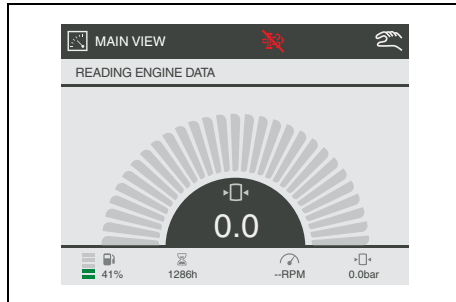 MAIN VIEW
READING ENGINE DATA
0.0
41% 1286h --RPM 0.0bar